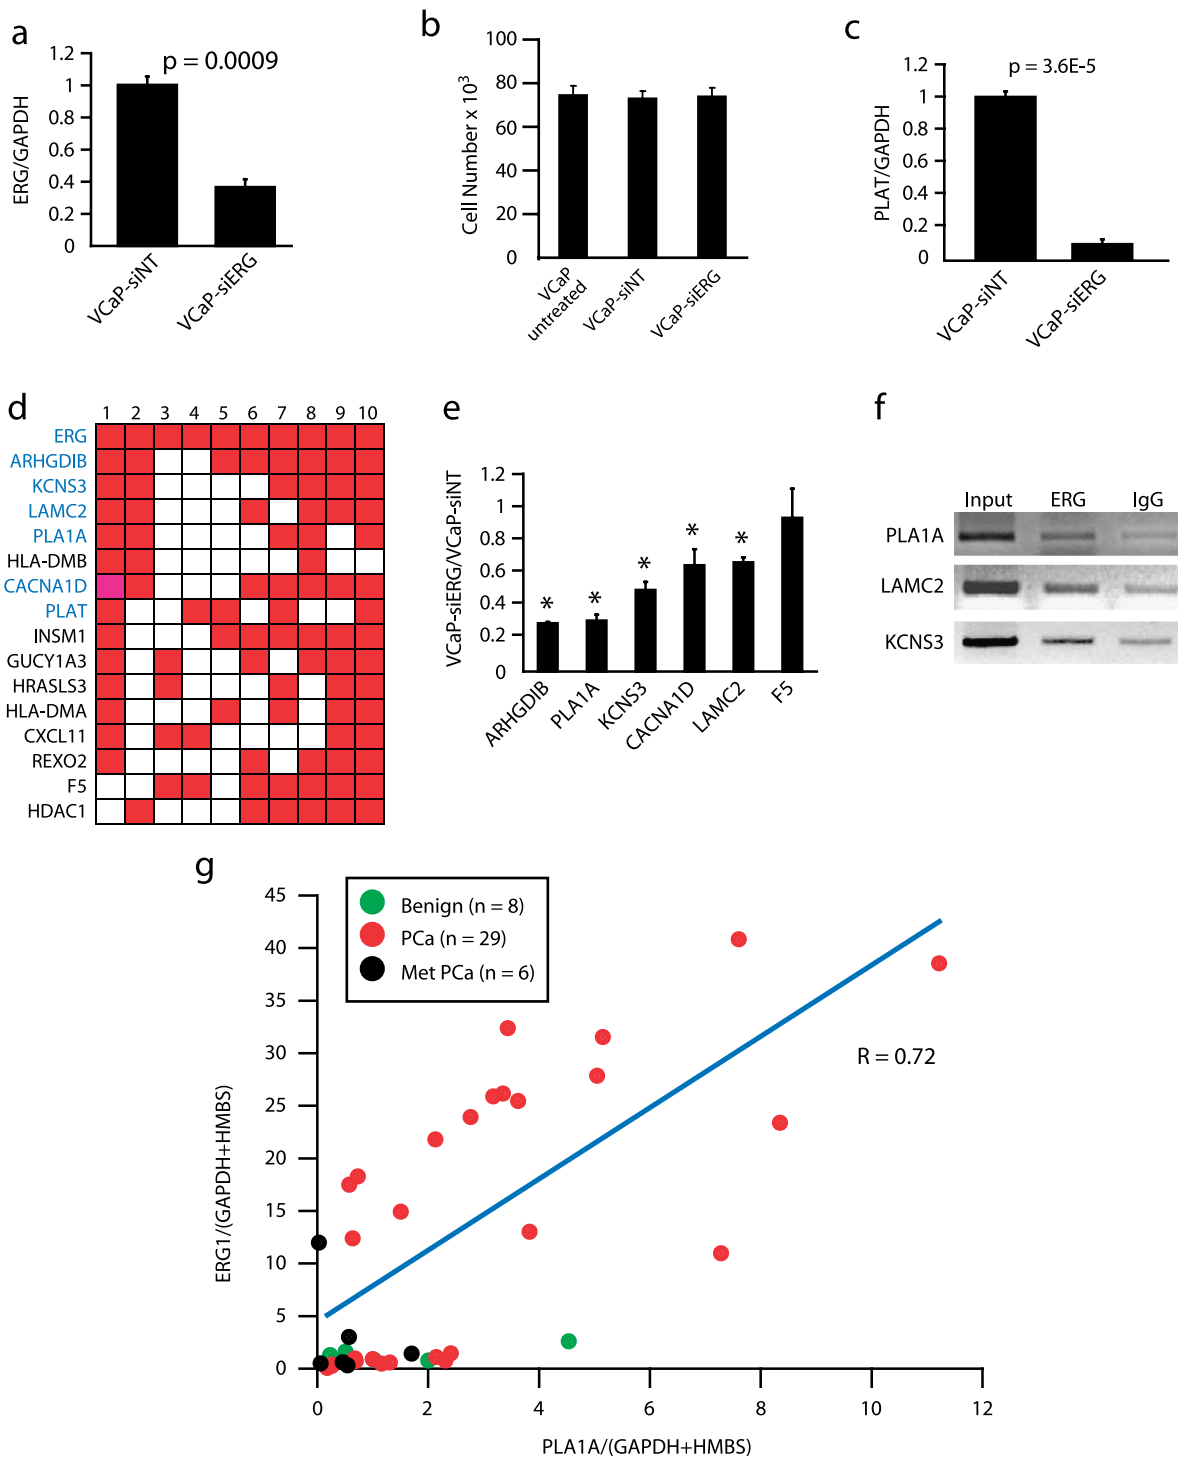 a
p = 0.0009
ERG/GAPDH
1.2
1
0.8
0.6
0.4
0.2
0
VCaP-siNT
VCaP-siERG
b
Cell Number x 10³
100
80
60
40
20
0
VCaP
untreated
VCaP-siNT
VCaP-siERG
c
p = 3.6E-5
PLAT/GAPDH
1.2
1
0.8
0.6
0.4
0.2
0
VCaP-siNT
VCaP-siERG
d
1 2 3 4 5 6 7 8 9 10
ERG
ARHGDIB
KCNS3
LAMC2
PLA1A
HLA-DMB
CACNA1D
PLAT
INSM1
GUCY1A3
HRASLS3
HLA-DMA
CXCL11
REXO2
F5
HDAC1
e
VCaP-siERG/VCaP-siNT
1.2
1
0.8
0.6
0.4
0.2
0
* * * * *
ARHGDIB
PLA1A
KCNS3
CACNA1D
LAMC2
F5
f
Input ERG IgG
PLA1A
LAMC2
KCNS3
g
Benign (n = 8)
PCa (n = 29)
Met PCa (n = 6)
R = 0.72
ERG1/(GAPDH+HMBS)
45
40
35
30
25
20
15
10
5
0
0 2 4 6 8 10 12
PLA1A/(GAPDH+HMBS)